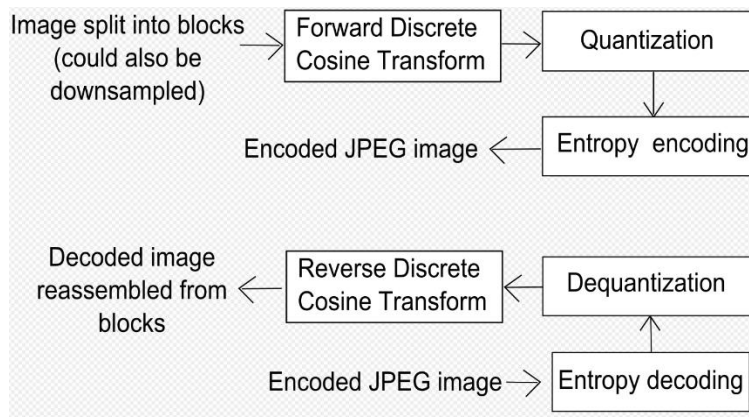 Image split into blocks
(could also be
downsampled)
Forward Discrete
Cosine Transform
Quantization
Entropy encoding
Encoded JPEG image
Decoded image
reassembled from
blocks
Reverse Discrete
Cosine Transform
Dequantization
Encoded JPEG image
Entropy decoding